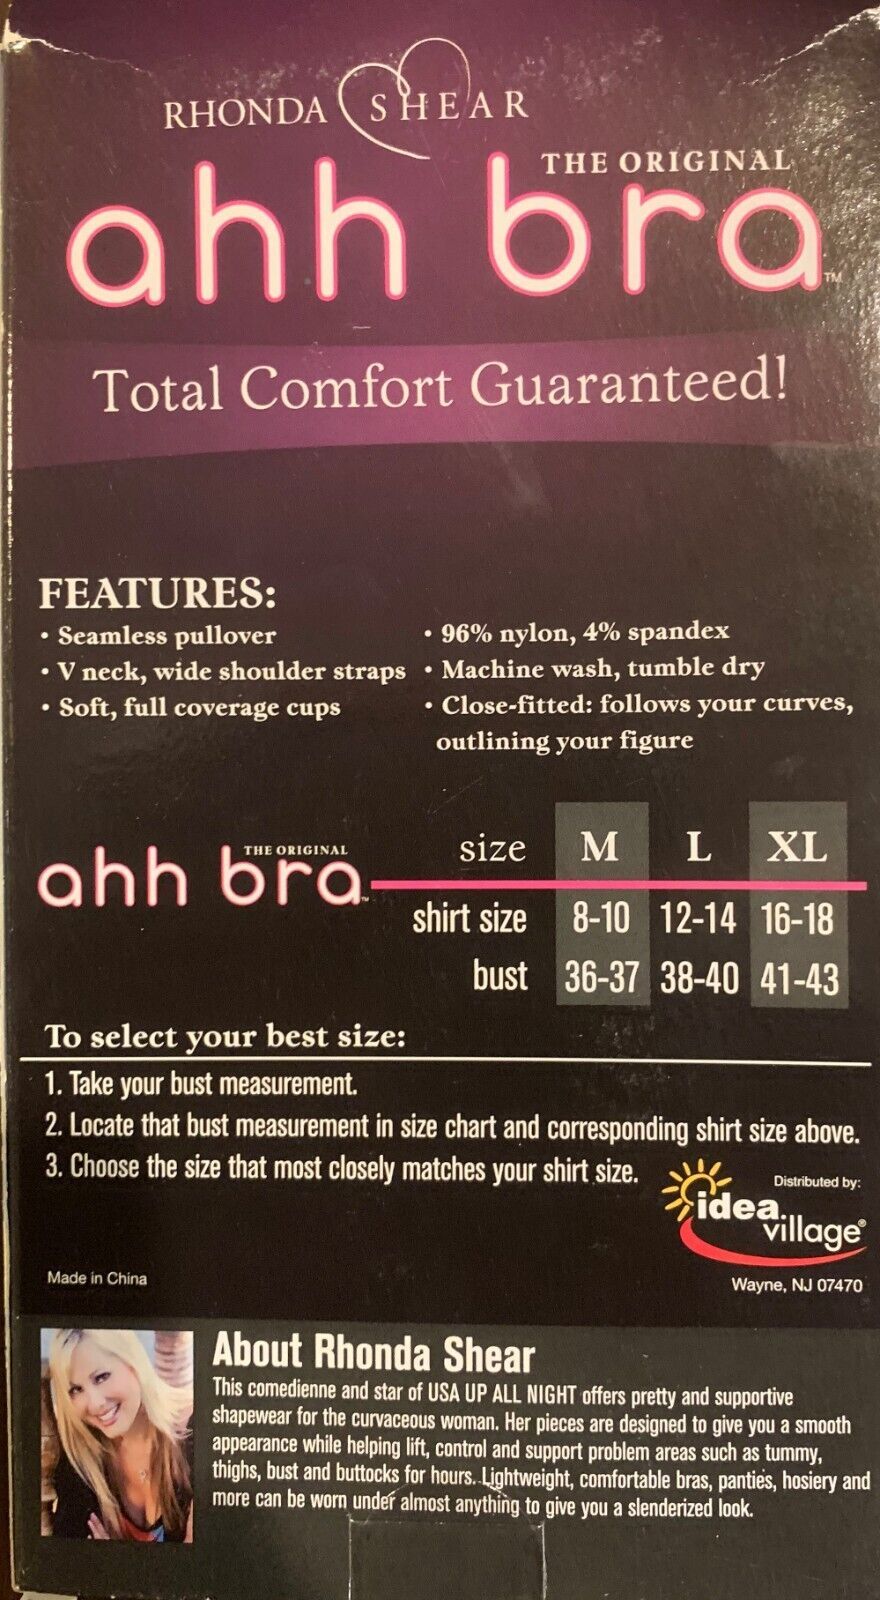 RHONDA SHEAR
THE ORIGINAL
ahh bra™
Total Comfort Guaranteed!
FEATURES:
• Seamless pullover
• V neck, wide shoulder straps
• Soft, full coverage cups
• 96% nylon, 4% spandex
• Machine wash, tumble dry
• Close-fitted: follows your curves,
outlining your figure
THE ORIGINAL
ahh bra™
size M L XL
shirt size 8-10 12-14 16-18
bust 36-37 38-40 41-43
To select your best size:
1. Take your bust measurement.
2. Locate that bust measurement in size chart and corresponding shirt size above.
3. Choose the size that most closely matches your shirt size.
Distributed by:
idea
village®
Wayne, NJ 07470
Made in China
About Rhonda Shear
This comedienne and star of USA UP ALL NIGHT offers pretty and supportive
shapewear for the curvaceous woman. Her pieces are designed to give you a smooth
appearance while helping lift, control and support problem areas such as tummy,
thighs, bust and buttocks for hours. Lightweight, comfortable bras, panties, hosiery and
more can be worn under almost anything to give you a slenderized look.